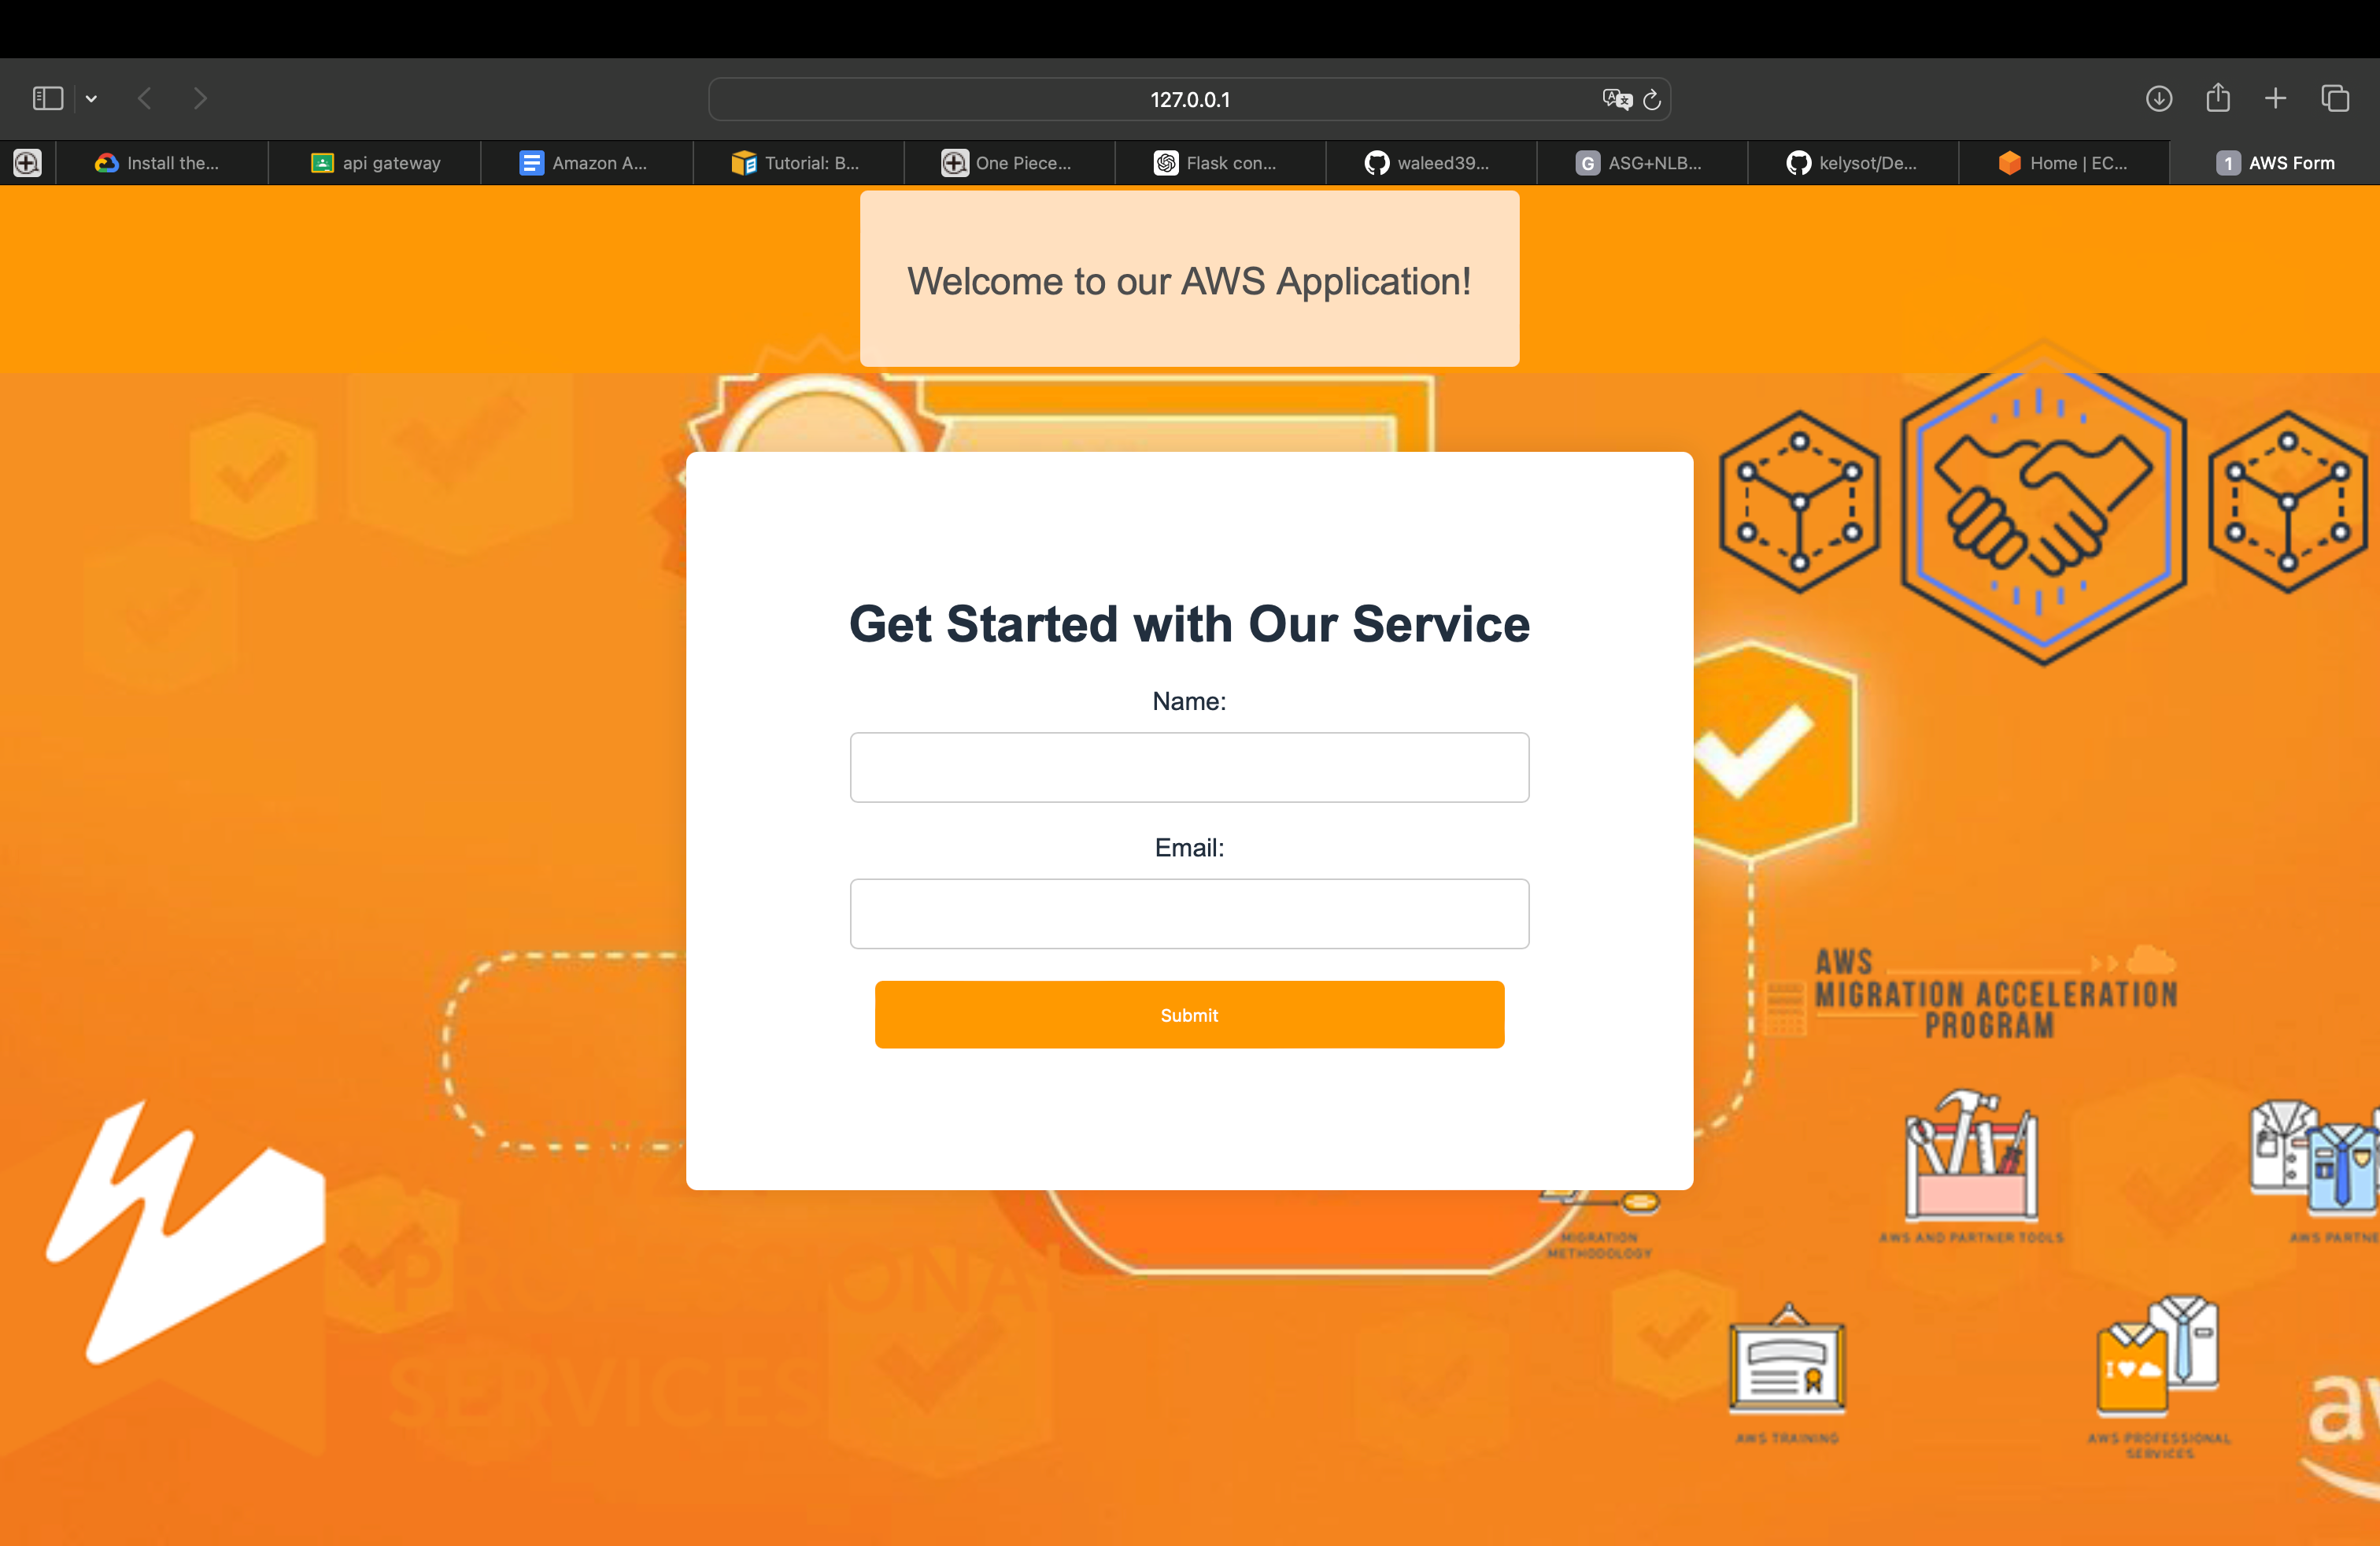 127.0.0.1
Install the...
api gateway
Amazon A...
Tutorial: B...
One Piece...
Flask con...
waleed39...
G ASG+NLB...
kelysot/De...
Home | EC...
1 AWS Form
Welcome to our AWS Application!
Get Started with Our Service
Name:
Email:
Submit
AWS
MIGRATION ACCELERATION
PROGRAM
MIGRATION
METHODOLOGY
AWS AND PARTNER TOOLS
AWS PARTNE
PROFESSIONAL
SERVICES
I
AWS TRAINING
AWS PROFESSIONAL
SERVICES
aw